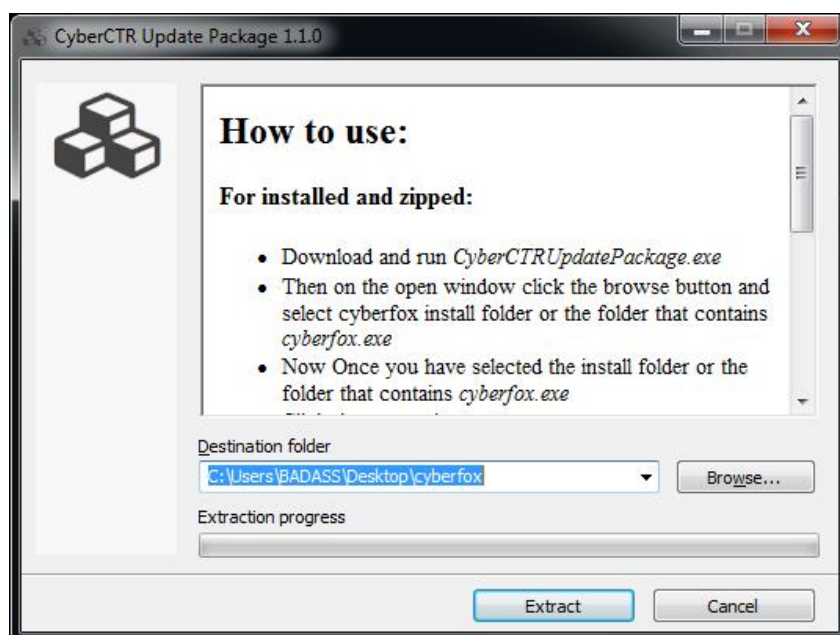 CyberCTR Update Package 1.1.0
How to use:
For installed and zipped:
• Download and run CyberCTRUpdatePackage.exe
• Then on the open window click the browse button and
select cyberfox install folder or the folder that contains
cyberfox.exe
• Now Once you have selected the install folder or the
folder that contains cyberfox.exe
Destination folder
C:\Users\BADASS\Desktop\cyberfox
Browse...
Extraction progress
Extract
Cancel